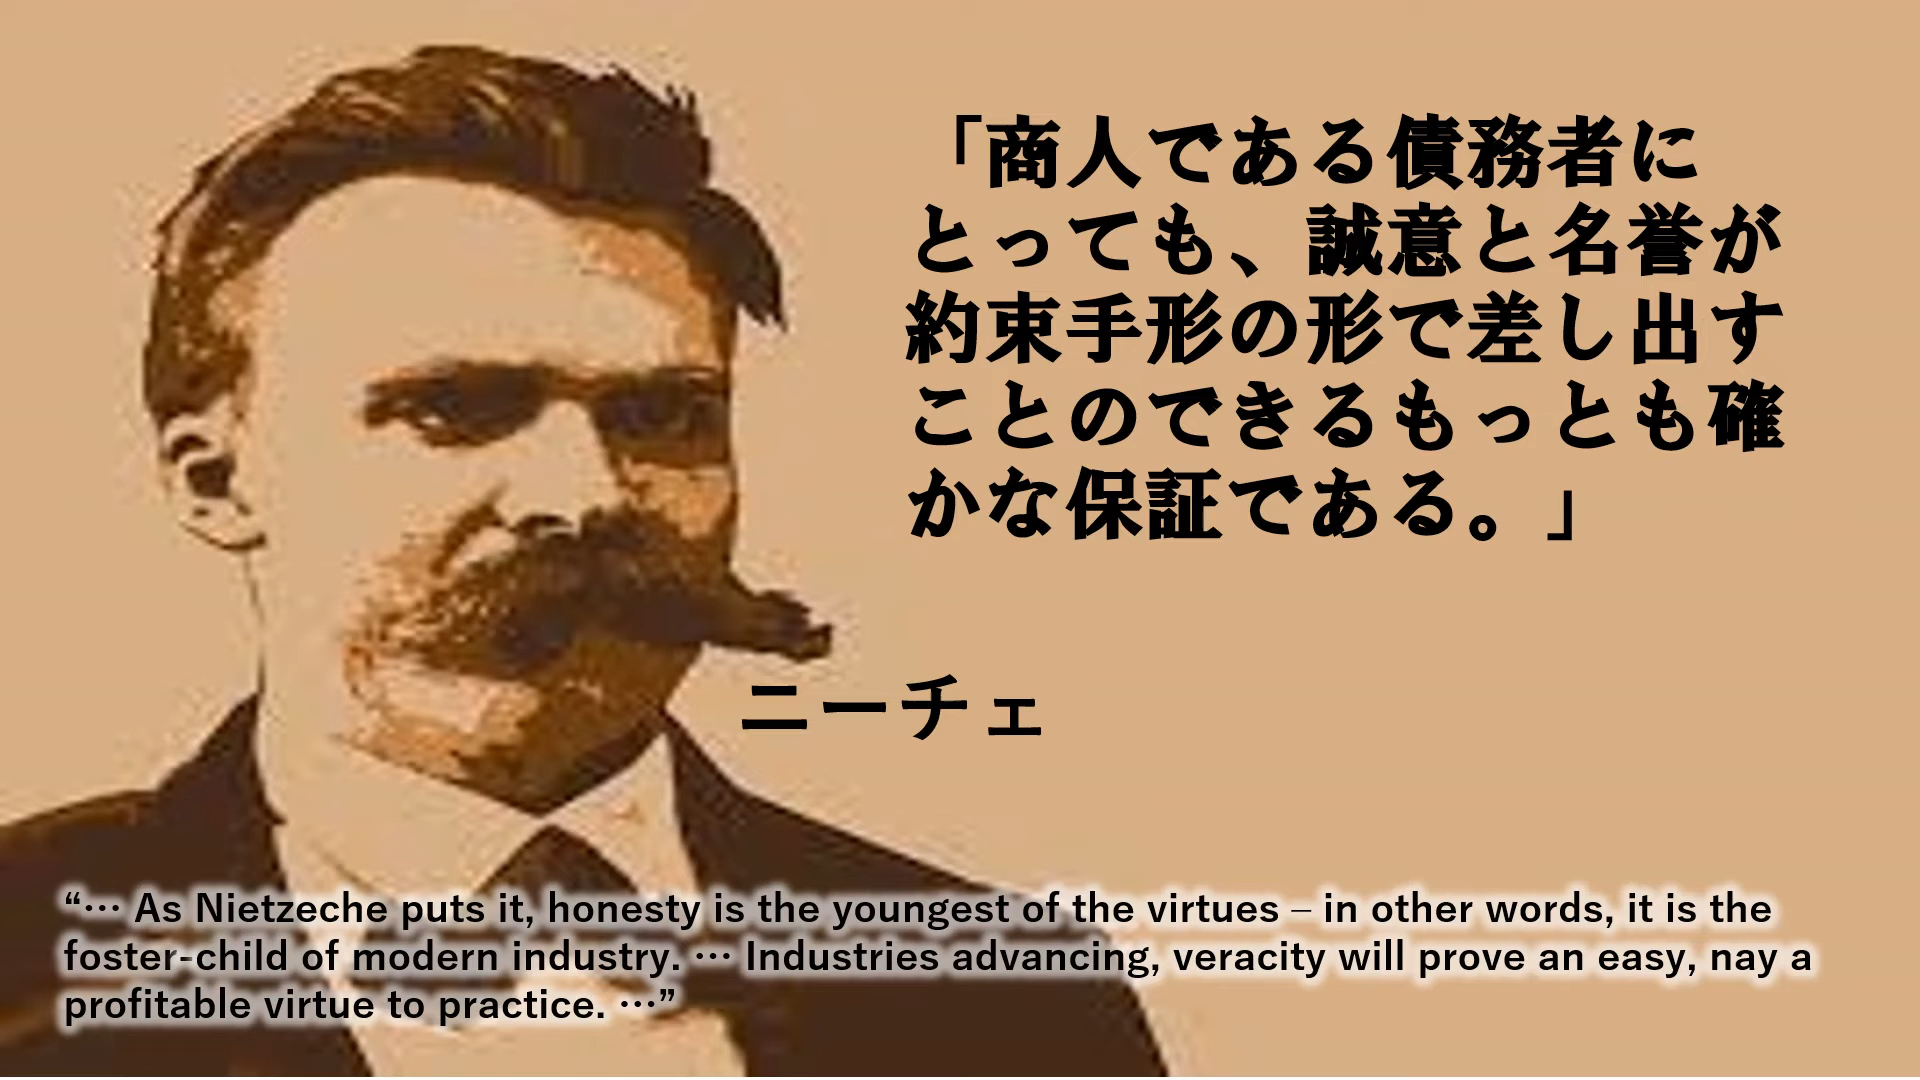 「商人である債務者に
とっても、誠意と名誉が
約束手形の形で差し出す
ことのできるもっとも確
かな保証である。」
ニーチェ
“… As Nietzeche puts it, honesty is the youngest of the virtues – in other words, it is the
foster-child of modern industry. … Industries advancing, veracity will prove an easy, nay a
profitable virtue to practice. …”